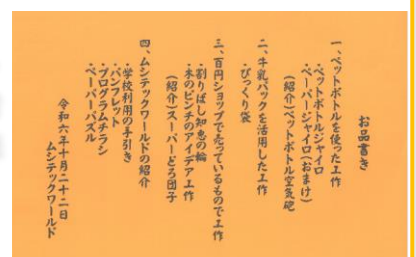 お品書き
一、ペットボトルを使った工作
・ペットボトルジャイロ
・ペーパージャイロ(おまけ)
(紹介)ペットボトル空気砲
二、牛乳パックを活用した工作
・びっくり袋
三、百円ショップで売っているもので工作
・割りばし知恵の輪
・木のピンチのアイデア工作
(紹介)スーパーどろ団子
四、ムシテックワールドの紹介
・学校利用の手引き
・パンフレット
・プログラムチラシ
・ペーパーパズル
令和六年十月二十二日
ムシテックワールド